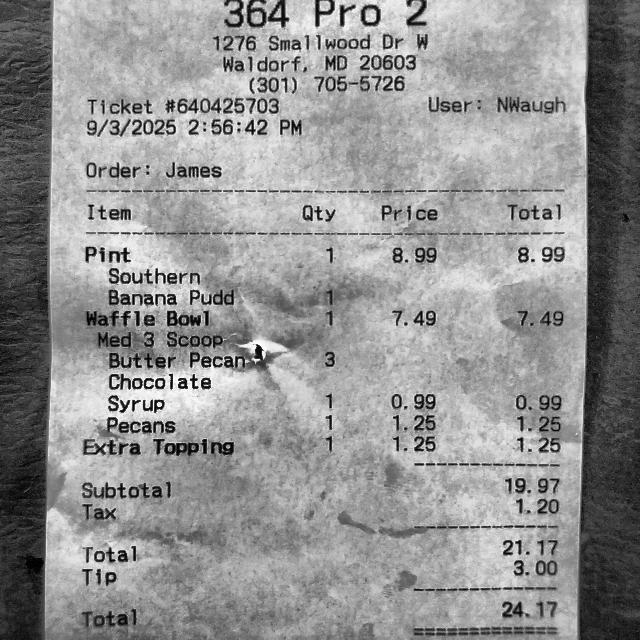 364 Pro 2
1276 Smallwood Dr W
Waldorf, MD 20603
(301) 705-5726
Ticket #640425703 User: NWaugh
9/3/2025 2:56:42 PM
Order: James
Item Qty Price Total
Pint 1 8.99 8.99
Southern
Banana Pudd 1
Waffle Bowl 1 7.49 7.49
Med 3 Scoop
Butter Pecan 3
Chocolate
Syrup 1 0.99 0.99
Pecans 1 1.25 1.25
Extra Topping 1 1.25 1.25
Subtotal 19.97
Tax 1.20
Total 21.17
Tip 3.00
Total 24.17